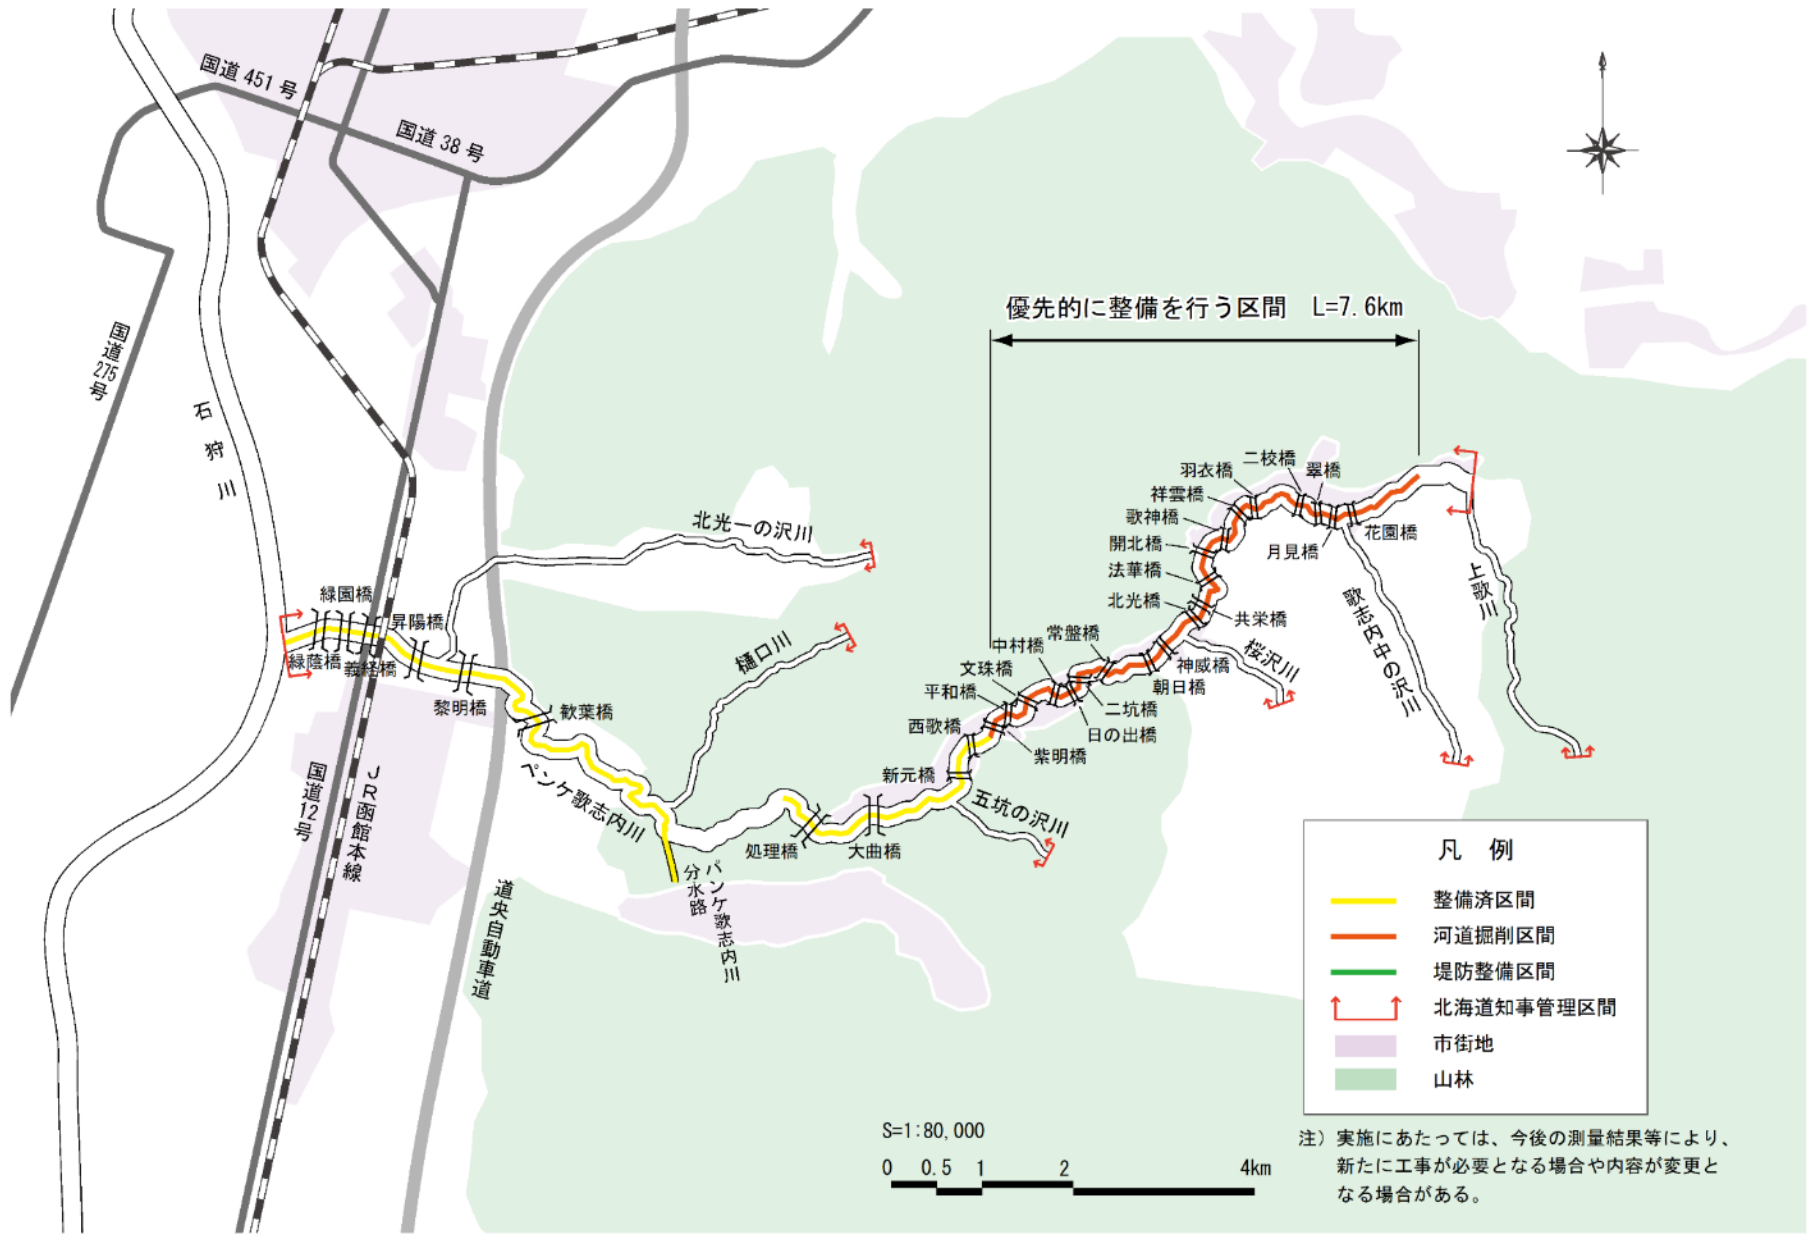 国道 451 号
国道 38 号
国道275号
石狩川
優先的に整備を行う区間 L=7.6km
二校橋
羽衣橋
翠橋
祥雲橋
歌神橋
開北橋
月見橋
花園橋
法華橋
北光橋
共栄橋
上歌川
歌志内中の沢川
北光一の沢川
緑園橋
昇陽橋
緑蔭橋
義経橋
黎明橋
歓葉橋
樋口川
常盤橋
中村橋
文珠橋
平和橋
西歌橋
神威橋
桜沢川
朝日橋
二坑橋
日の出橋
紫明橋
新元橋
五坑の沢川
ペンケ歌志内川
処理橋
大曲橋
パンケ歌志内川
分水路
国道12号
JR函館本線
道央自動車道
凡 例
整備済区間
河道掘削区間
堤防整備区間
北海道知事管理区間
市街地
山林
S=1:80,000
0 0.5 1 2 4km
注）実施にあたっては、今後の測量結果等により、
新たに工事が必要となる場合や内容が変更と
なる場合がある。